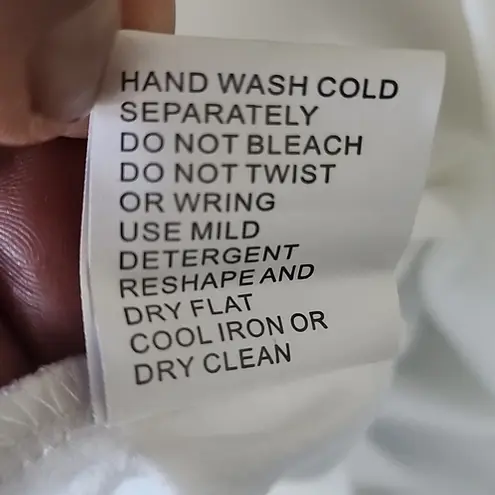 HAND WASH COLD
SEPARATELY
DO NOT BLEACH
DO NOT TWIST
OR WRING
USE MILD
DETERGENT
RESHAPE AND
DRY FLAT
COOL IRON OR
DRY CLEAN